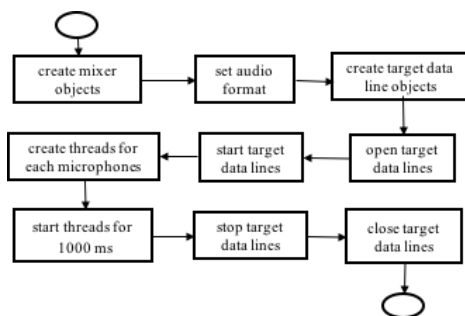 create mixer
objects
set audio
format
create target data
line objects
open target
data lines
start target
data lines
create threads for
each microphones
start threads for
1000 ms
stop target
data lines
close target
data lines